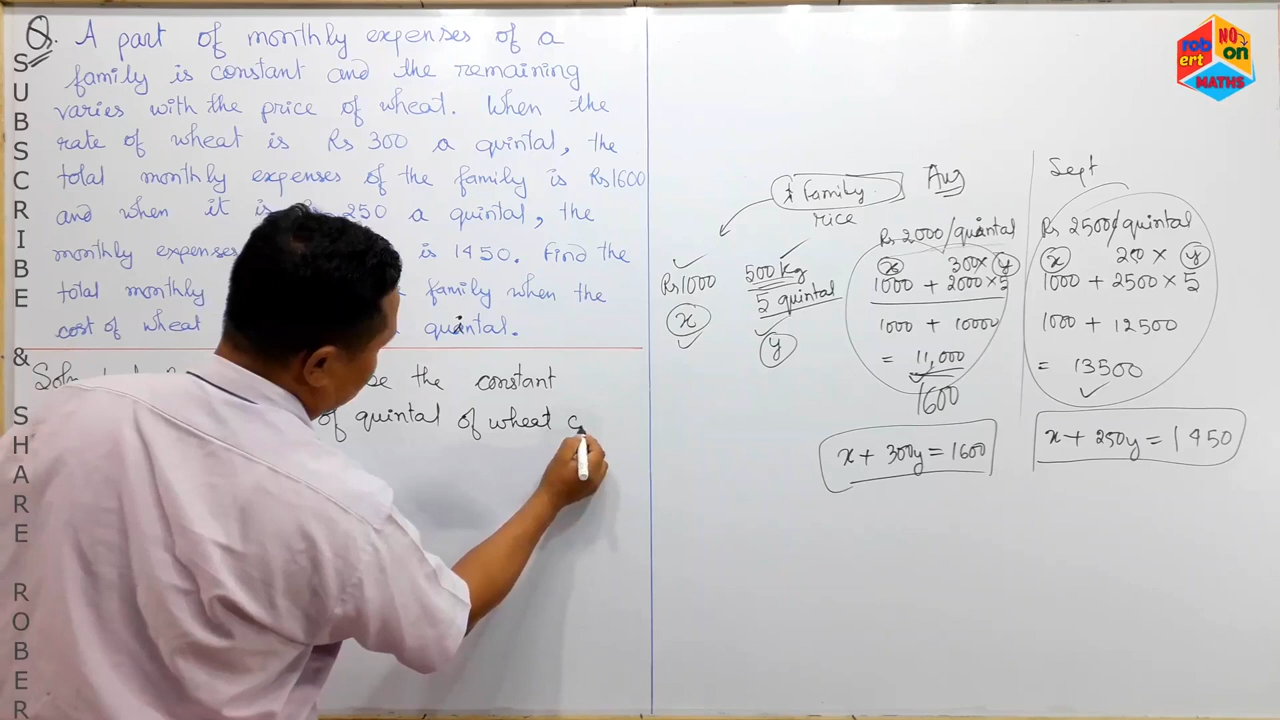 SUBSCRIBE & SHARE ROBER
rob ert NO on
MATHS
Q. A part of monthly expenses of a
family is constant and the remaining
varies with the price of wheat. When the
rate of wheat is Rs 300 a quintal, the
total monthly expenses of the family is Rs1600
and when it is 250 a quintal, the
monthly expenses is 1450. Find the
total monthly family when the
cost of wheat quintal.
Soln be the constant
of quintal of wheat c
1 Family
rice
Rs1000 500 kg
5 quintal
x
y
Aug
Rs 2000/quantal
x 300x y
1000 + 2000 x 5
1000 + 10000
= 11,000
1600
x + 300y = 1600
Sept
Rs 2500/quintal
x x y
1000 + 2500 x 5
1000 + 12500
= 13500
x + 250y = 1450